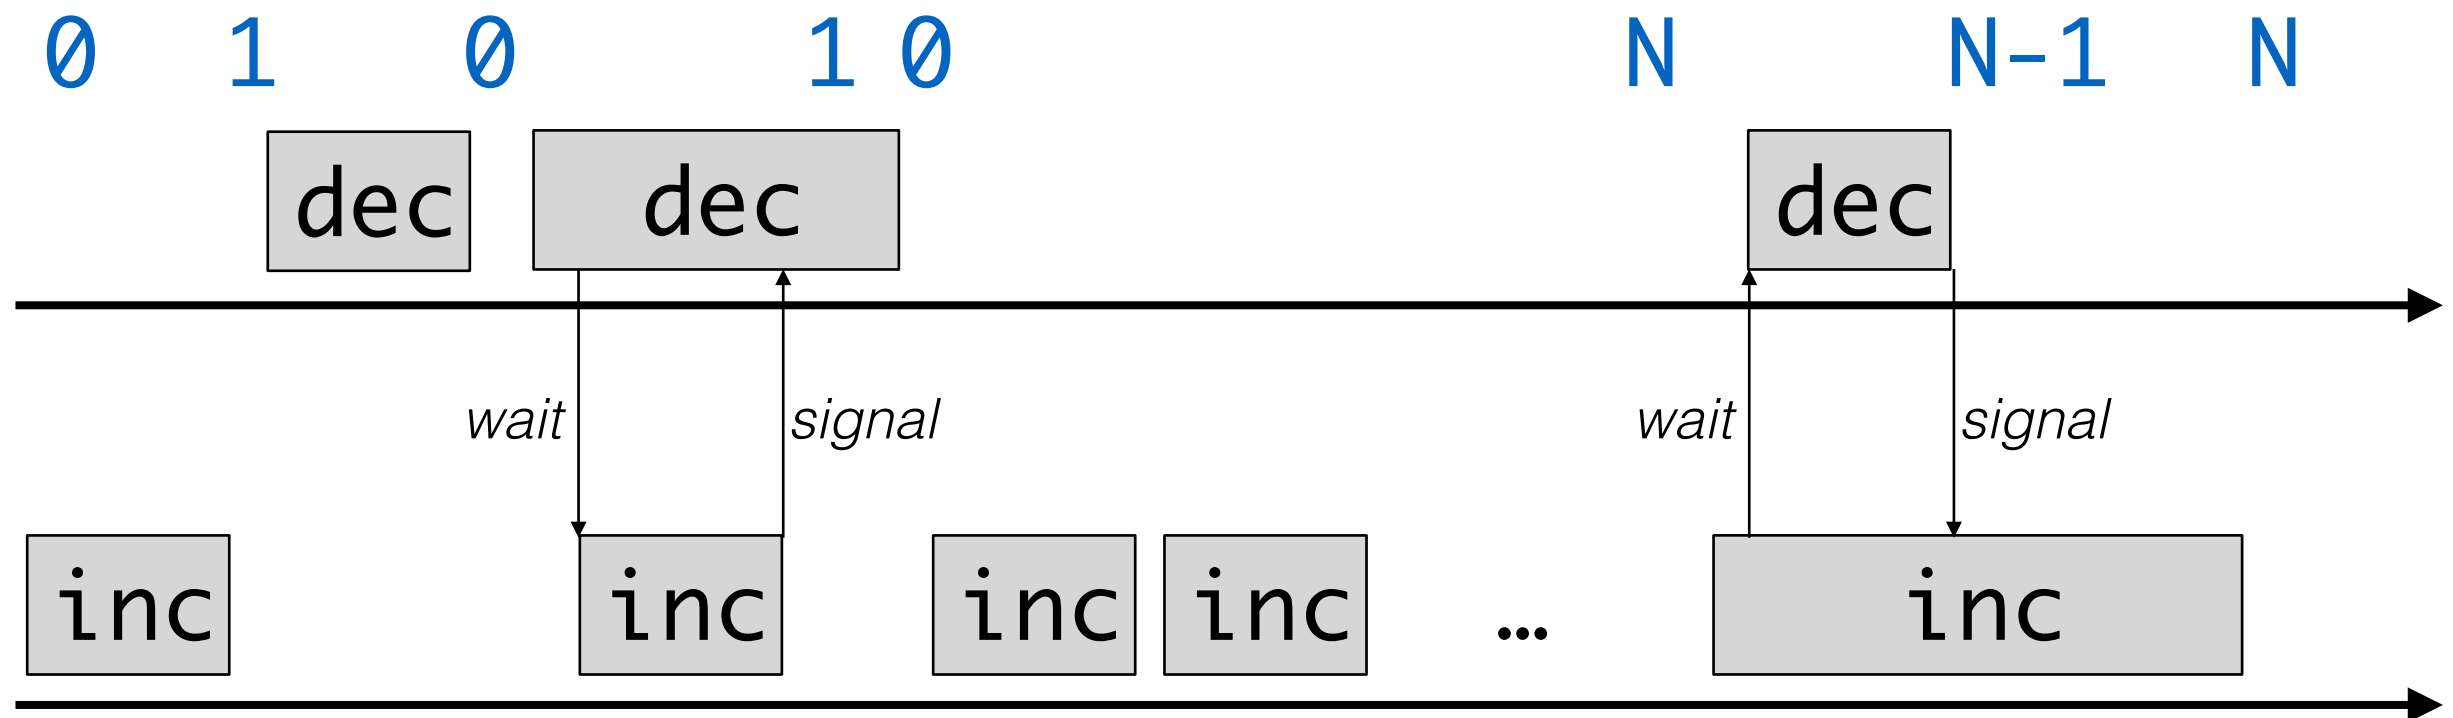 0 1 0 1 0 N N-1 N
dec dec dec
wait signal wait signal
inc inc inc inc … inc